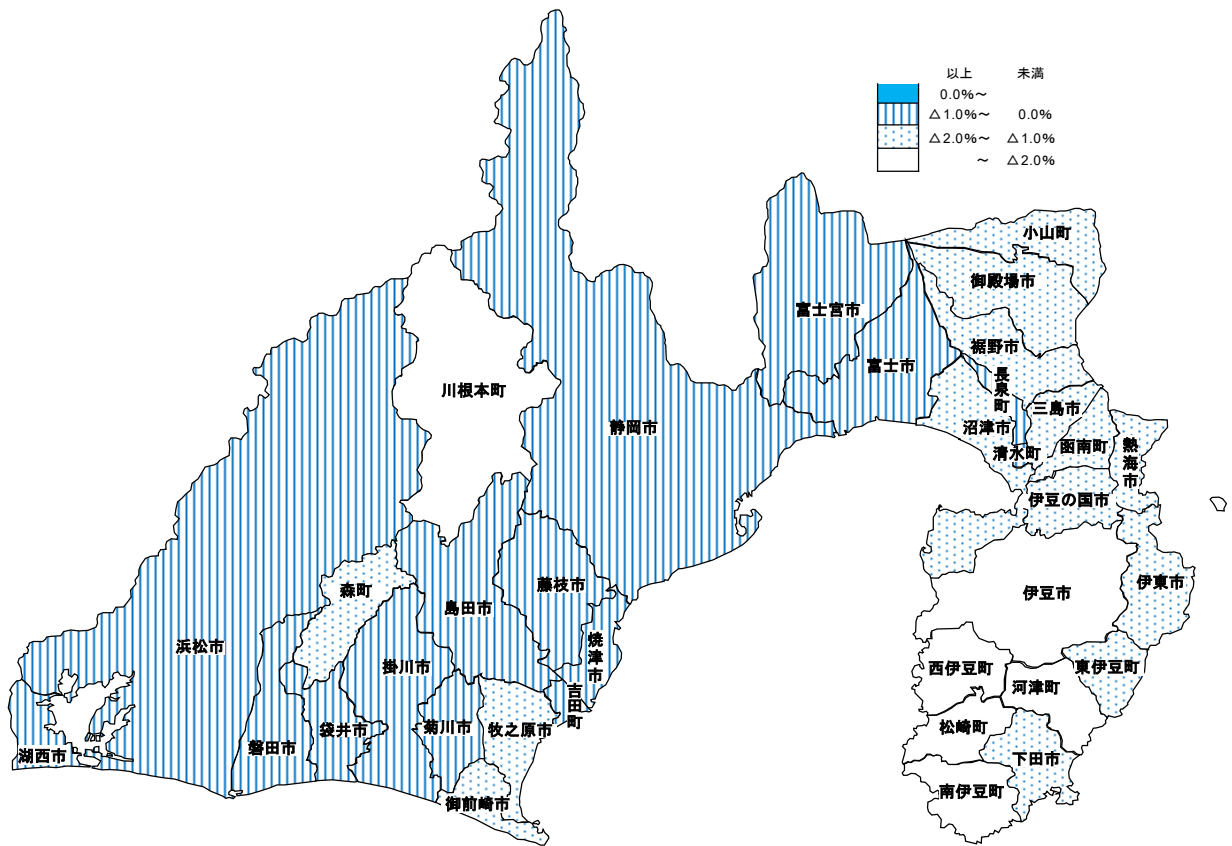 以上 未満
0.0%～
△1.0%～ 0.0%
△2.0%～ △1.0%
～ △2.0%
小山町
御殿場市
富士宮市
裾野市
富士市
長泉町
川根本町
三島市
静岡市
沼津市
函南町
熱海市
清水町
伊豆の国市
伊東市
藤枝市
森町
伊豆市
島田市
浜松市
焼津市
掛川市
西伊豆町
東伊豆町
河津町
吉田町
菊川市
牧之原市
袋井市
松崎町
磐田市
湖西市
下田市
南伊豆町
御前崎市